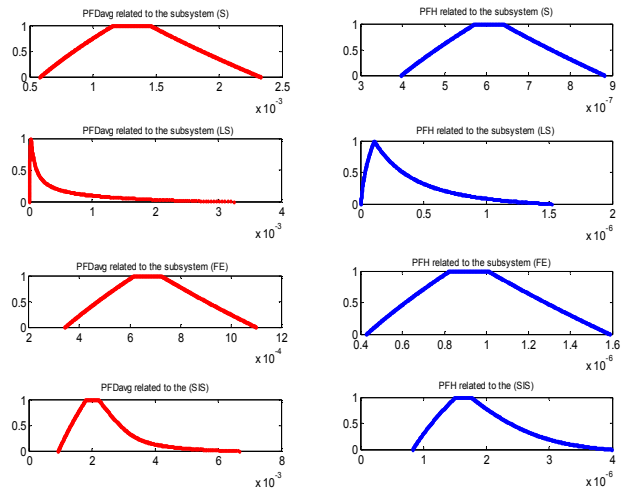 PFDavg related to the subsystem (S)
1
0.5
0
0.5 1 1.5 2 2.5
x 10-3
PFH related to the subsystem (S)
1
0.5
0
3 4 5 6 7 8 9
x 10-7
PFDavg related to the subsystem (LS)
1
0.5
0
0 1 2 3 4
x 10-3
PFH related to the subsystem (LS)
1
0.5
0
0 0.5 1 1.5 2
x 10-6
PFDavg related to the subsystem (FE)
1
0.5
0
2 4 6 8 10 12
x 10-4
PFH related to the subsystem (FE)
1
0.5
0
0.4 0.6 0.8 1 1.2 1.4 1.6
x 10-6
PFDavg related to the (SIS)
1
0.5
0
0 2 4 6 8
x 10-3
PFH related to the (SIS)
1
0.5
0
0 1 2 3 4
x 10-6